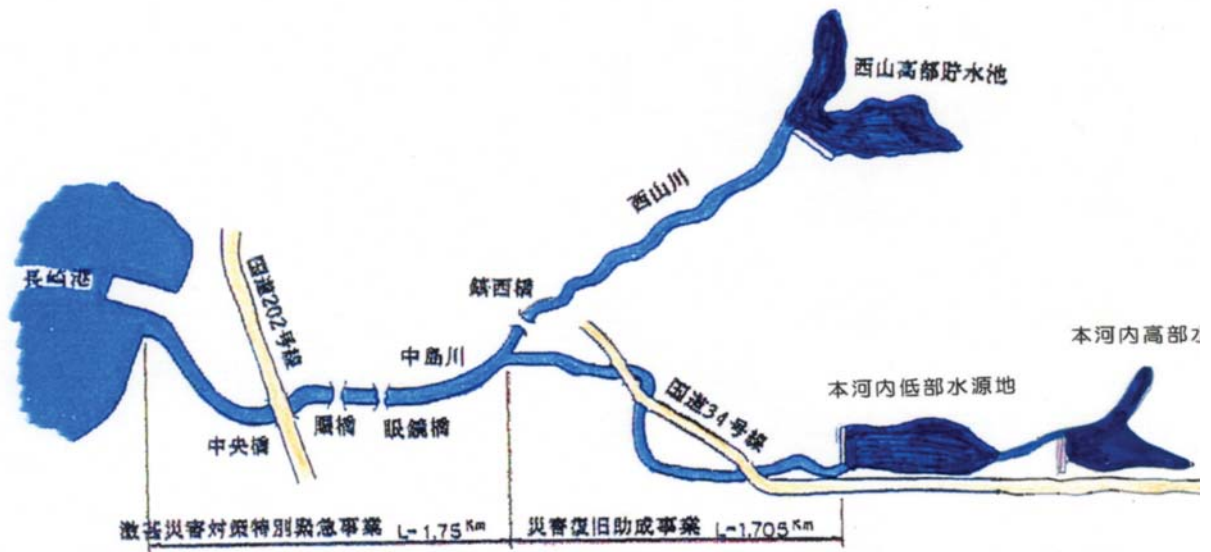 西山高部貯水池
西山川
長崎港
国道202号線
鎮西橋
中島川
中央橋
眼鏡橋
国道34号線
本河内高部水
本河内低部水源地
激甚災害対策特別緊急事業 L-1.75Km
災害復旧助成事業 L-1.705Km